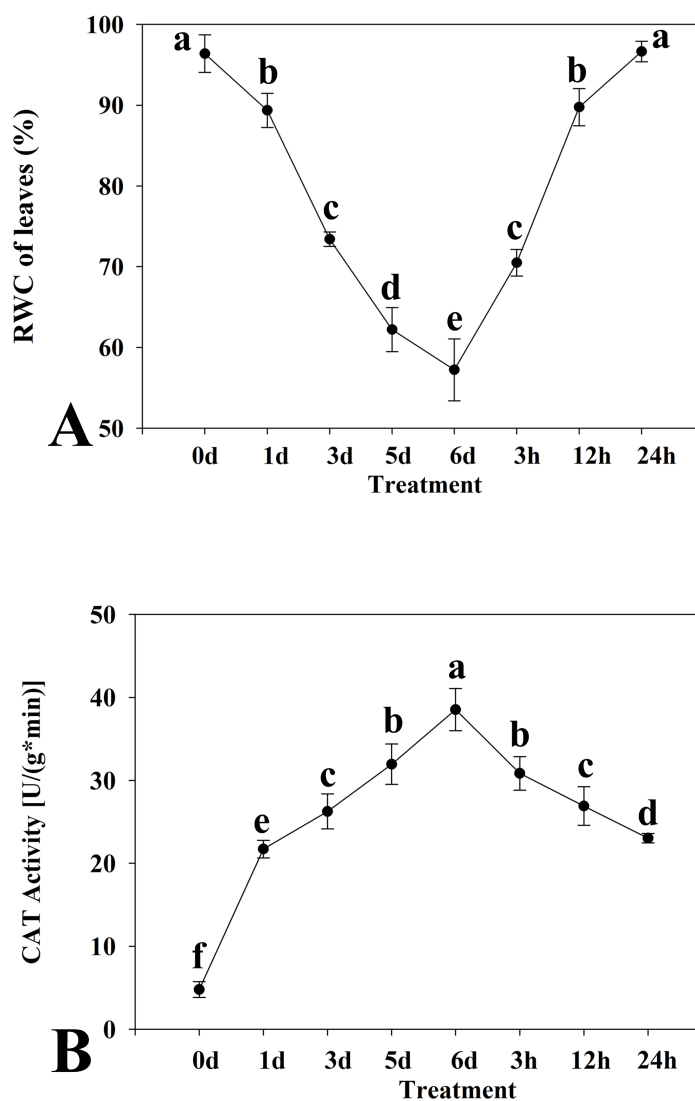 100
90
80
70
60
50
RWC of leaves (%)
a
b
c
d
e
c
b
a
A
0d 1d 3d 5d 6d 3h 12h 24h
Treatment
50
40
30
20
10
0
CAT Activity [U/(g*min)]
f
e
c
b
a
b
c
d
B
0d 1d 3d 5d 6d 3h 12h 24h
Treatment